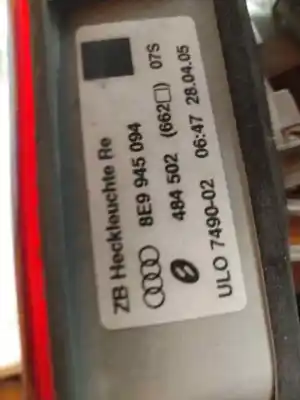 ZB Heckleuchte Re
8E9 945 094
484 502 (662□) 07S
ULO 7490-02 06:47 28.04.05